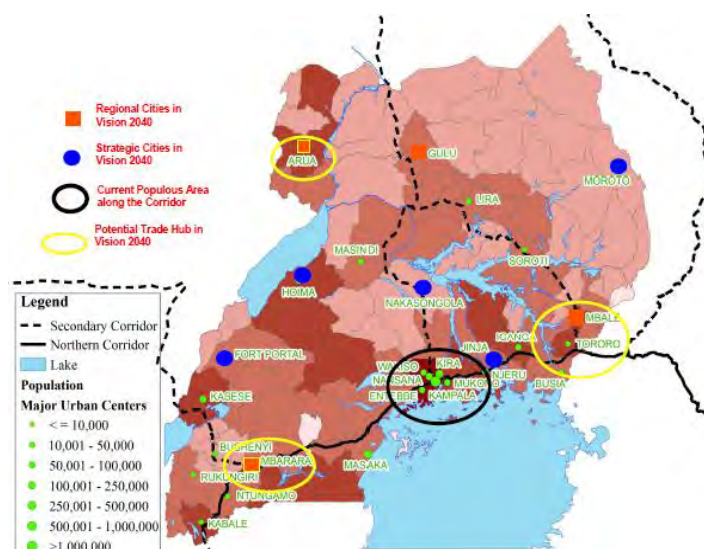 Regional Cities in
Vision 2040
Strategic Cities in
Vision 2040
Current Populous Area
along the Corridor
Potential Trade Hub in
Vision 2040
ARUA
GULU
MOROTO
LIRA
MASINDI
SOROTI
HOIMA
NAKASONGOLA
MBALE
IGANGA
TORORO
JINJA
FORT PORTAL
WAKISO
KIRA
NJERU
NANSANA
MUKONO
BUSIA
ENTEBBE
KAMPALA
KASESE
BUSHENYI
MBARARA
MASAKA
RUKUNGIRI
NTUNGAMO
KABALE
Legend
Secondary Corridor
Northern Corridor
Lake
Population
Major Urban Centers
< = 10,000
10,001 - 50,000
50,001 - 100,000
100,001 - 250,000
250,001 - 500,000
500,001 - 1,000,000
>1,000,000